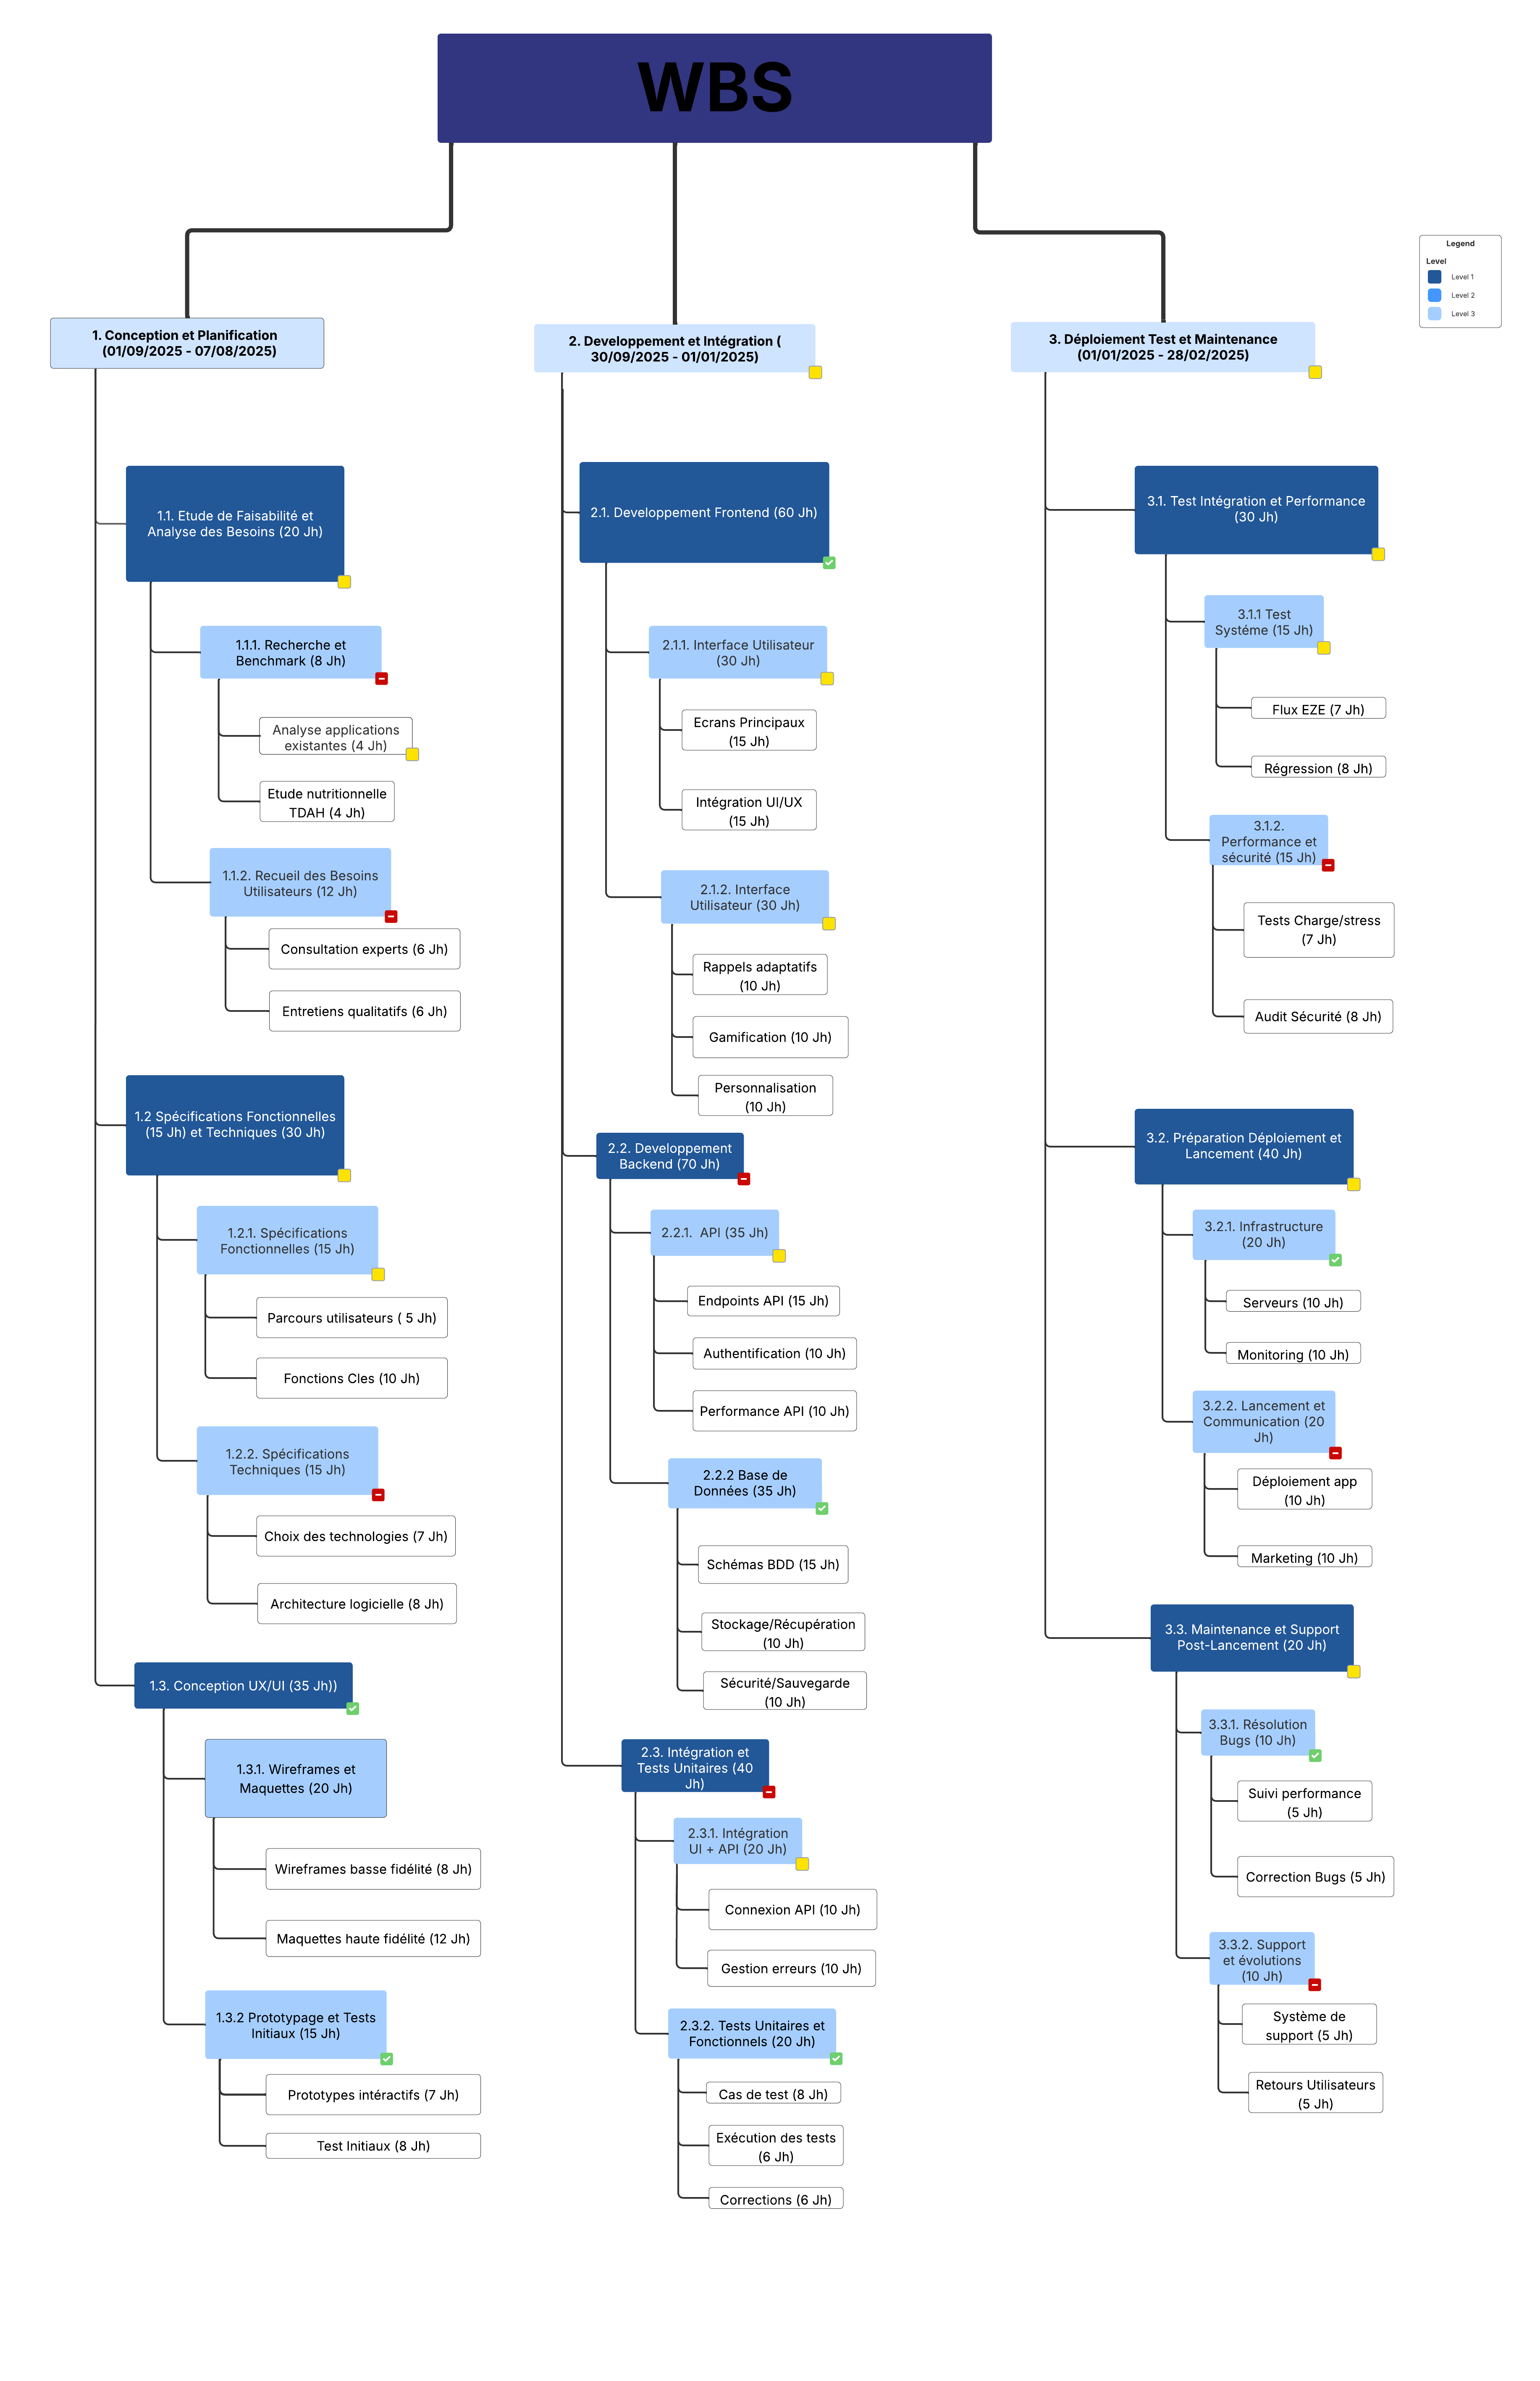 WBS
Legend
Level
Level 1
Level 2
Level 3
1. Conception et Planification
(01/09/2025 - 07/08/2025)
1.1. Etude de Faisabilité et
Analyse des Besoins (20 Jh)
1.1.1. Recherche et
Benchmark (8 Jh)
Analyse applications
existantes (4 Jh)
Etude nutritionnelle
TDAH (4 Jh)
1.1.2. Recueil des Besoins
Utilisateurs (12 Jh)
Consultation experts (6 Jh)
Entretiens qualitatifs (6 Jh)
1.2 Spécifications Fonctionnelles
(15 Jh) et Techniques (30 Jh)
1.2.1. Spécifications
Fonctionnelles (15 Jh)
Parcours utilisateurs ( 5 Jh)
Fonctions Cles (10 Jh)
1.2.2. Spécifications
Techniques (15 Jh)
Choix des technologies (7 Jh)
Architecture logicielle (8 Jh)
1.3. Conception UX/UI (35 Jh))
1.3.1. Wireframes et
Maquettes (20 Jh)
Wireframes basse fidélité (8 Jh)
Maquettes haute fidélité (12 Jh)
1.3.2 Prototypage et Tests
Initiaux (15 Jh)
Prototypes intéractifs (7 Jh)
Test Initiaux (8 Jh)
2. Developpement et Intégration (
30/09/2025 - 01/01/2025)
2.1. Developpement Frontend (60 Jh)
2.1.1. Interface Utilisateur
(30 Jh)
Ecrans Principaux
(15 Jh)
Intégration UI/UX
(15 Jh)
2.1.2. Interface
Utilisateur (30 Jh)
Rappels adaptatifs
(10 Jh)
Gamification (10 Jh)
Personnalisation
(10 Jh)
2.2. Developpement
Backend (70 Jh)
2.2.1. API (35 Jh)
Endpoints API (15 Jh)
Authentification (10 Jh)
Performance API (10 Jh)
2.2.2 Base de
Données (35 Jh)
Schémas BDD (15 Jh)
Stockage/Récupération
(10 Jh)
Sécurité/Sauvegarde
(10 Jh)
2.3. Intégration et
Tests Unitaires (40
Jh)
2.3.1. Intégration
UI + API (20 Jh)
Connexion API (10 Jh)
Gestion erreurs (10 Jh)
2.3.2. Tests Unitaires et
Fonctionnels (20 Jh)
Cas de test (8 Jh)
Exécution des tests
(6 Jh)
Corrections (6 Jh)
3. Déploiement Test et Maintenance
(01/01/2025 - 28/02/2025)
3.1. Test Intégration et Performance
(30 Jh)
3.1.1 Test
Systéme (15 Jh)
Flux EZE (7 Jh)
Régression (8 Jh)
3.1.2.
Performance et
sécurité (15 Jh)
Tests Charge/stress
(7 Jh)
Audit Sécurité (8 Jh)
3.2. Préparation Déploiement et
Lancement (40 Jh)
3.2.1. Infrastructure
(20 Jh)
Serveurs (10 Jh)
Monitoring (10 Jh)
3.2.2. Lancement et
Communication (20
Jh)
Déploiement app
(10 Jh)
Marketing (10 Jh)
3.3. Maintenance et Support
Post-Lancement (20 Jh)
3.3.1. Résolution
Bugs (10 Jh)
Suivi performance
(5 Jh)
Correction Bugs (5 Jh)
3.3.2. Support
et évolutions
(10 Jh)
Système de
support (5 Jh)
Retours Utilisateurs
(5 Jh)